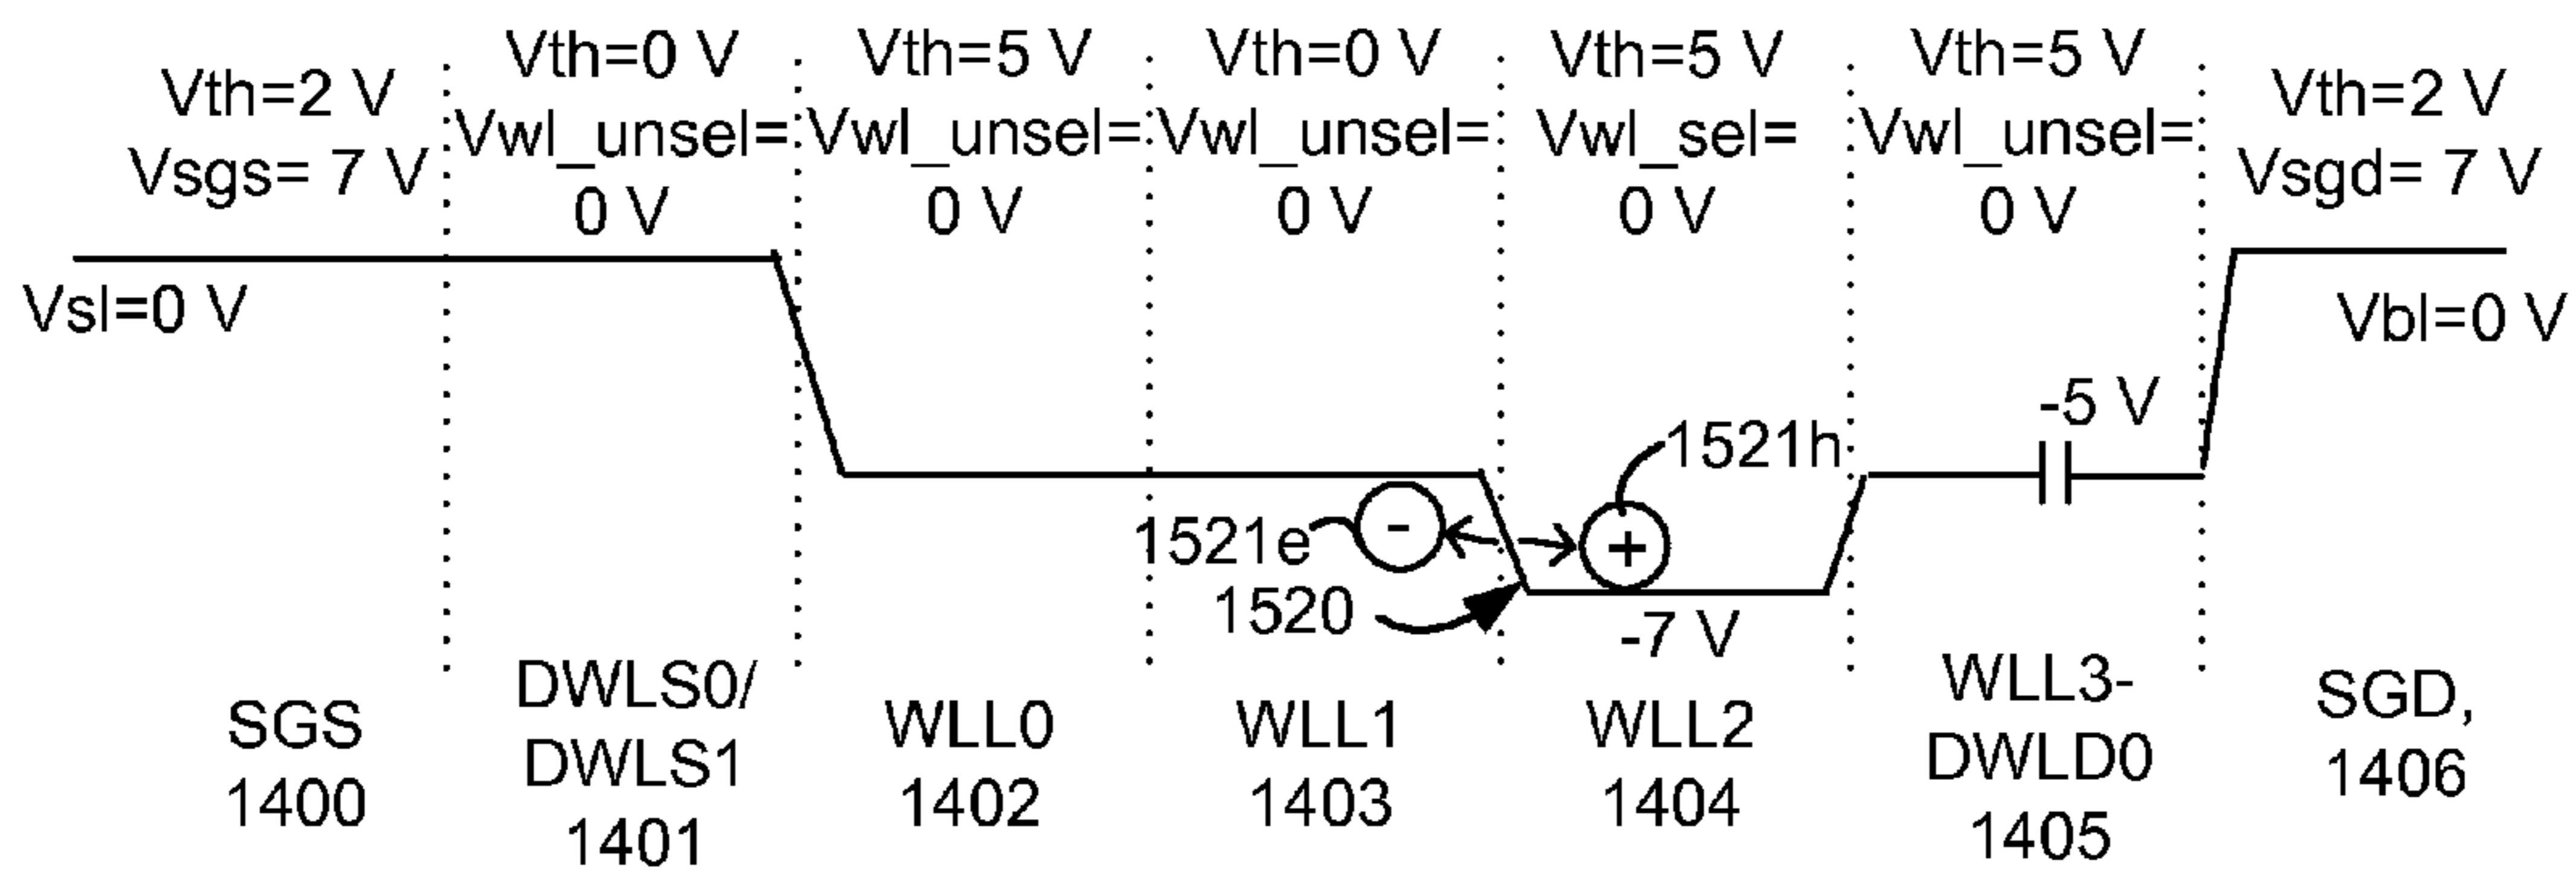 Vth=2 V
Vsgs= 7 V
Vth=0 V
Vwl_unsel=
0 V
Vth=5 V
Vwl_unsel=
0 V
Vth=0 V
Vwl_unsel=
0 V
Vth=5 V
Vwl_sel=
0 V
Vth=5 V
Vwl_unsel=
0 V
Vth=2 V
Vsgd= 7 V
Vsl=0 V
Vbl=0 V
-5 V
1521h
1521e
-
+
1520
-7 V
SGS
1400
DWLS0/
DWLS1
1401
WLL0
1402
WLL1
1403
WLL2
1404
WLL3-
DWLD0
1405
SGD,
1406